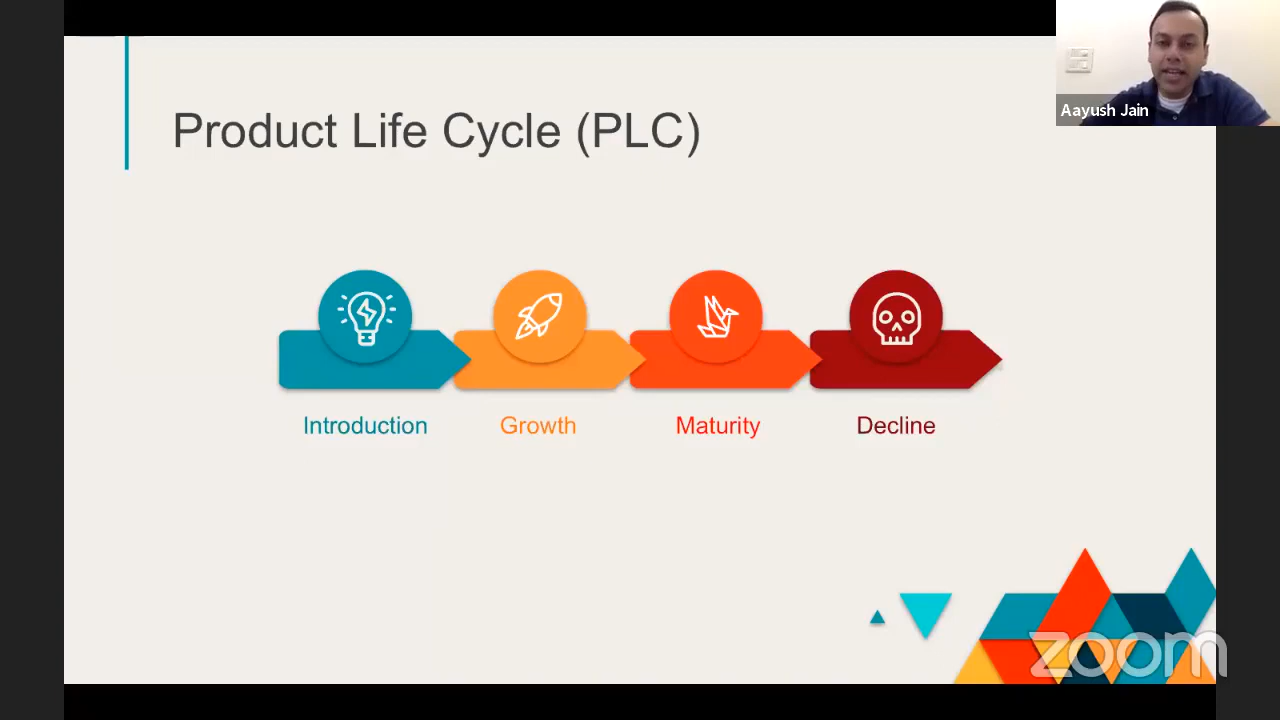 Aayush Jain
Product Life Cycle (PLC)
Introduction
Growth
Maturity
Decline
zoom